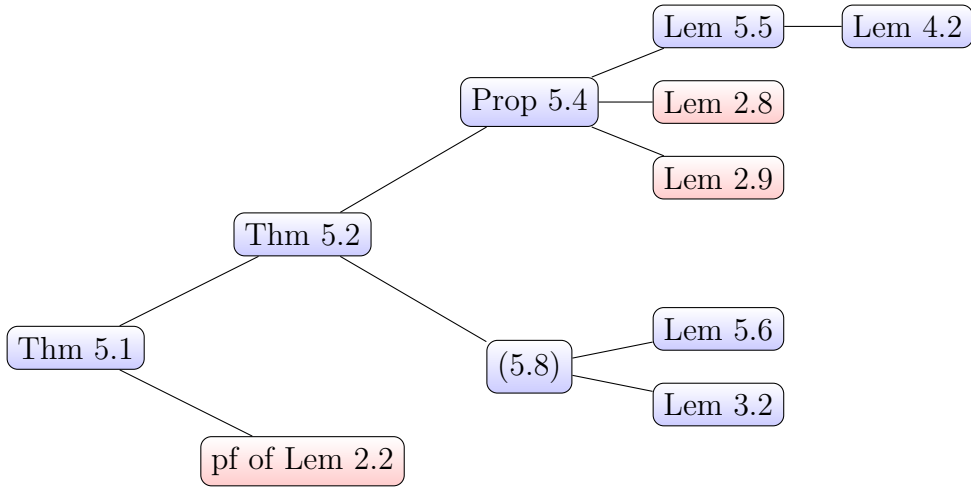 Lem 5.5
Lem 4.2
Prop 5.4
Lem 2.8
Lem 2.9
Thm 5.2
Thm 5.1
(5.8)
Lem 5.6
Lem 3.2
pf of Lem 2.2